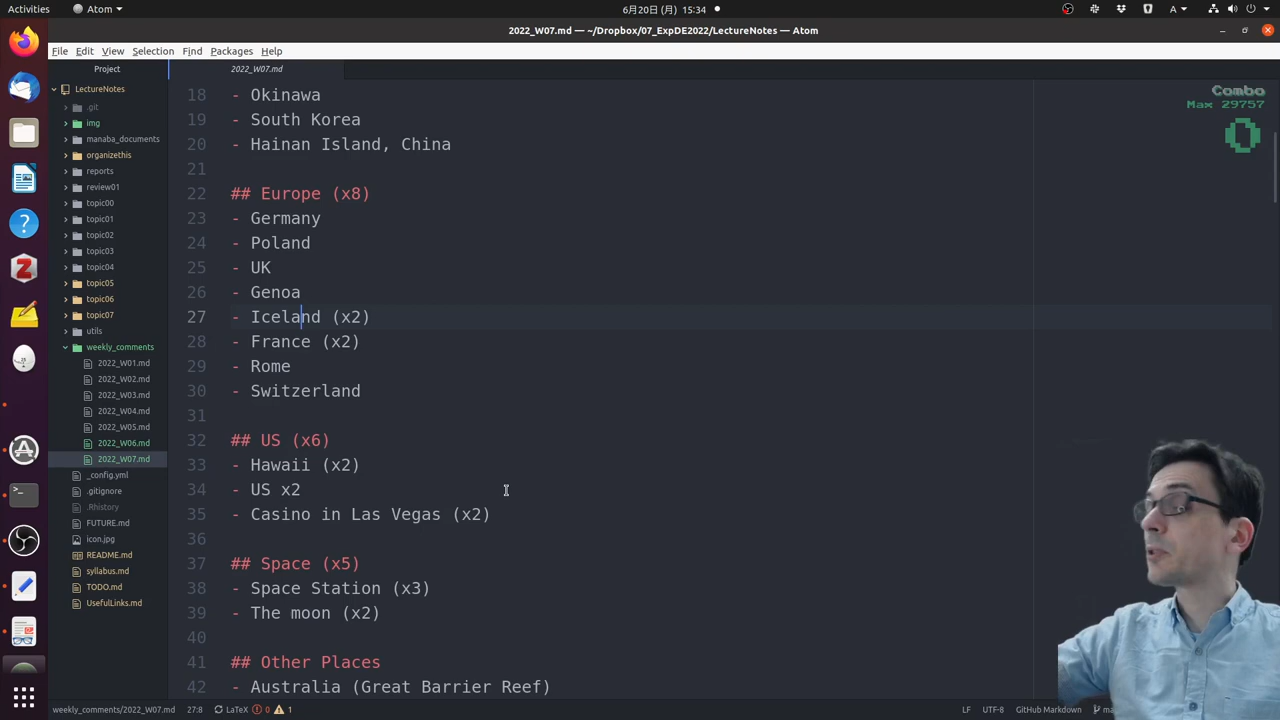 Activities
Atom
6月20日 (月) 15:34
A
2022_W07.md — ~/Dropbox/07_ExpDE2022/LectureNotes — Atom
File Edit View Selection Find Packages Help
Project
2022_W07.md
LectureNotes
.git
img
manaba_documents
organizethis
reports
review01
topic00
topic01
topic02
topic03
topic04
topic05
topic06
topic07
utils
weekly_comments
2022_W01.md
2022_W02.md
2022_W03.md
2022_W04.md
2022_W05.md
2022_W06.md
2022_W07.md
_config.yml
.gitignore
.Rhistory
FUTURE.md
icon.jpg
README.md
syllabus.md
TODO.md
UsefulLinks.md
18 - Okinawa
19 - South Korea
20 - Hainan Island, China
21
22 ## Europe (x8)
23 - Germany
24 - Poland
25 - UK
26 - Genoa
27 - Iceland (x2)
28 - France (x2)
29 - Rome
30 - Switzerland
31
32 ## US (x6)
33 - Hawaii (x2)
34 - US x2
35 - Casino in Las Vegas (x2)
36
37 ## Space (x5)
38 - Space Station (x3)
39 - The moon (x2)
40
41 ## Other Places
42 - Australia (Great Barrier Reef)
Combo
Max 29757
0
weekly_comments/2022_W07.md 27:8 LaTeX 0 1
LF UTF-8 GitHub Markdown